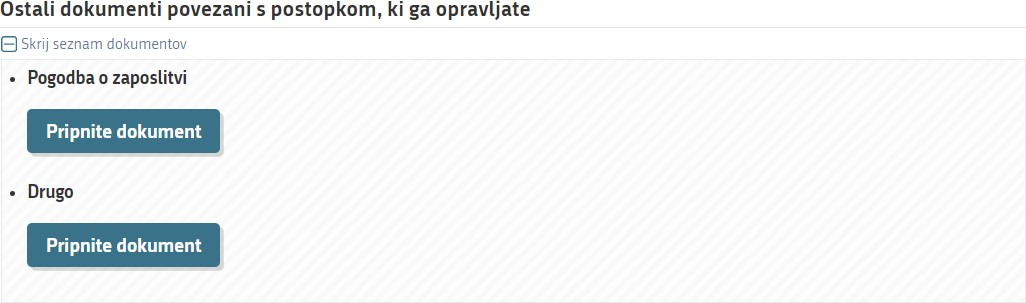 Ostali dokumenti povezani s postopkom, ki ga opravljate
Skrij seznam dokumentov
Pogodba o zaposlitvi
Pripnite dokument
Drugo
Pripnite dokument